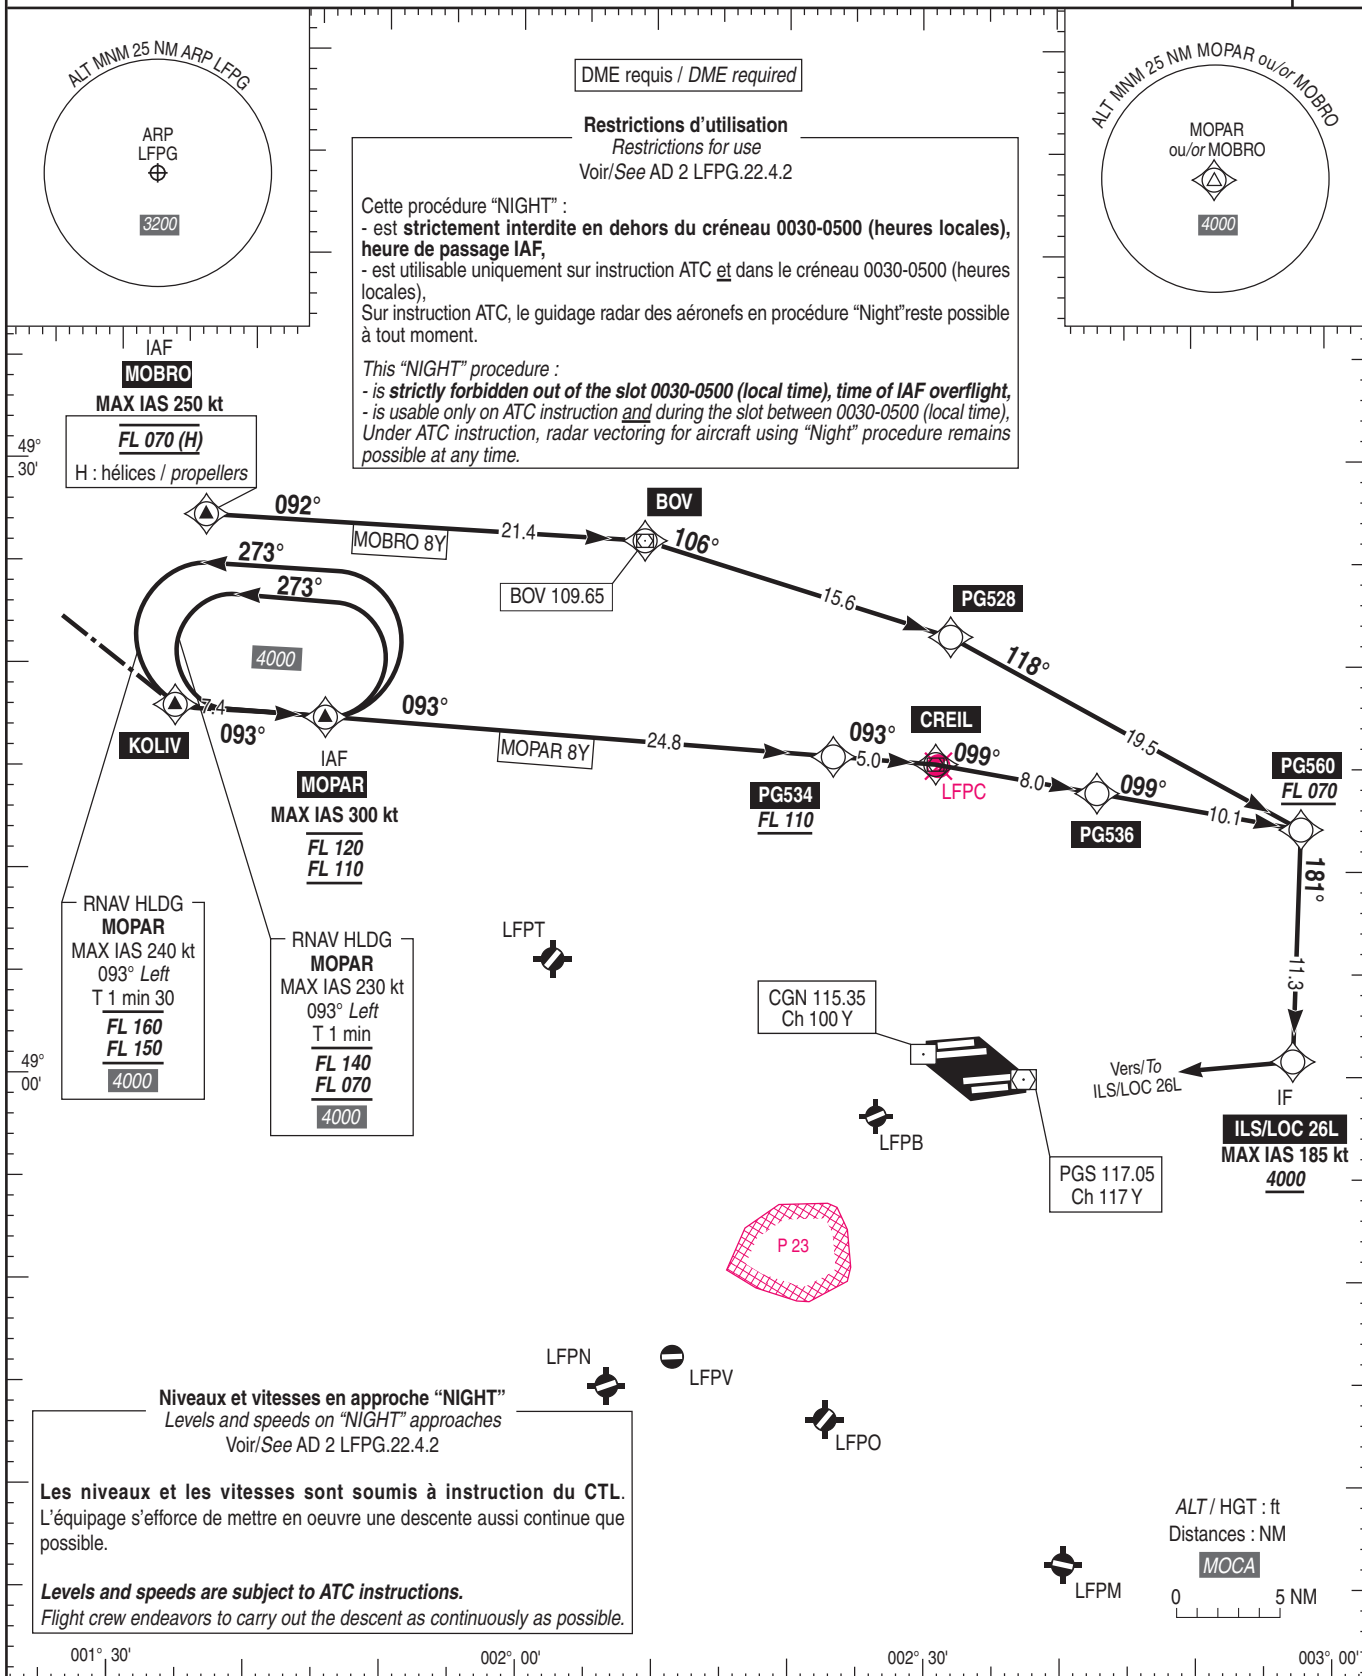 ALT MNM 25 NM ARP LFPG
ARP
LFPG
3200
DME requis / DME required
Restrictions d'utilisation
Restrictions for use
Voir/See AD 2 LFPG.22.4.2
Cette procédure “NIGHT” :
- est strictement interdite en dehors du créneau 0030-0500 (heures locales),
heure de passage IAF,
- est utilisable uniquement sur instruction ATC et dans le créneau 0030-0500 (heures
locales),
Sur instruction ATC, le guidage radar des aéronefs en procédure “Night”reste possible
à tout moment.
This “NIGHT” procedure :
- is strictly forbidden out of the slot 0030-0500 (local time), time of IAF overflight,
- is usable only on ATC instruction and during the slot between 0030-0500 (local time),
Under ATC instruction, radar vectoring for aircraft using “Night” procedure remains
possible at any time.
ALT MNM 25 NM MOPAR ou/or MOBRO
MOPAR
ou/or MOBRO
4000
IAF
MOBRO
MAX IAS 250 kt
FL 070 (H)
H : hélices / propellers
49°
30'
092°
MOBRO 8Y
21.4
BOV
106°
BOV 109.65
15.6
PG528
118°
19.5
273°
273°
4000
KOLIV
7.4
093°
IAF
MOPAR
MAX IAS 300 kt
FL 120
FL 110
093°
MOPAR 8Y
24.8
PG534
FL 110
093°
5.0
CREIL
LFPC
099°
8.0
PG536
099°
10.1
PG560
FL 070
181°
11.3
RNAV HLDG
MOPAR
MAX IAS 240 kt
093° Left
T 1 min 30
FL 160
FL 150
4000
RNAV HLDG
MOPAR
MAX IAS 230 kt
093° Left
T 1 min
FL 140
FL 070
4000
49°
00'
LFPT
CGN 115.35
Ch 100 Y
LFPB
PGS 117.05
Ch 117 Y
Vers/To
ILS/LOC 26L
IF
ILS/LOC 26L
MAX IAS 185 kt
4000
P 23
LFPN
LFPV
LFPO
LFPM
Niveaux et vitesses en approche “NIGHT”
Levels and speeds on “NIGHT” approaches
Voir/See AD 2 LFPG.22.4.2
Les niveaux et les vitesses sont soumis à instruction du CTL.
L'équipage s'efforce de mettre en oeuvre une descente aussi continue que
possible.
Levels and speeds are subject to ATC instructions.
Flight crew endeavors to carry out the descent as continuously as possible.
ALT / HGT : ft
Distances : NM
MOCA
0 5 NM
001° 30'
002° 00'
002° 30'
003° 00'